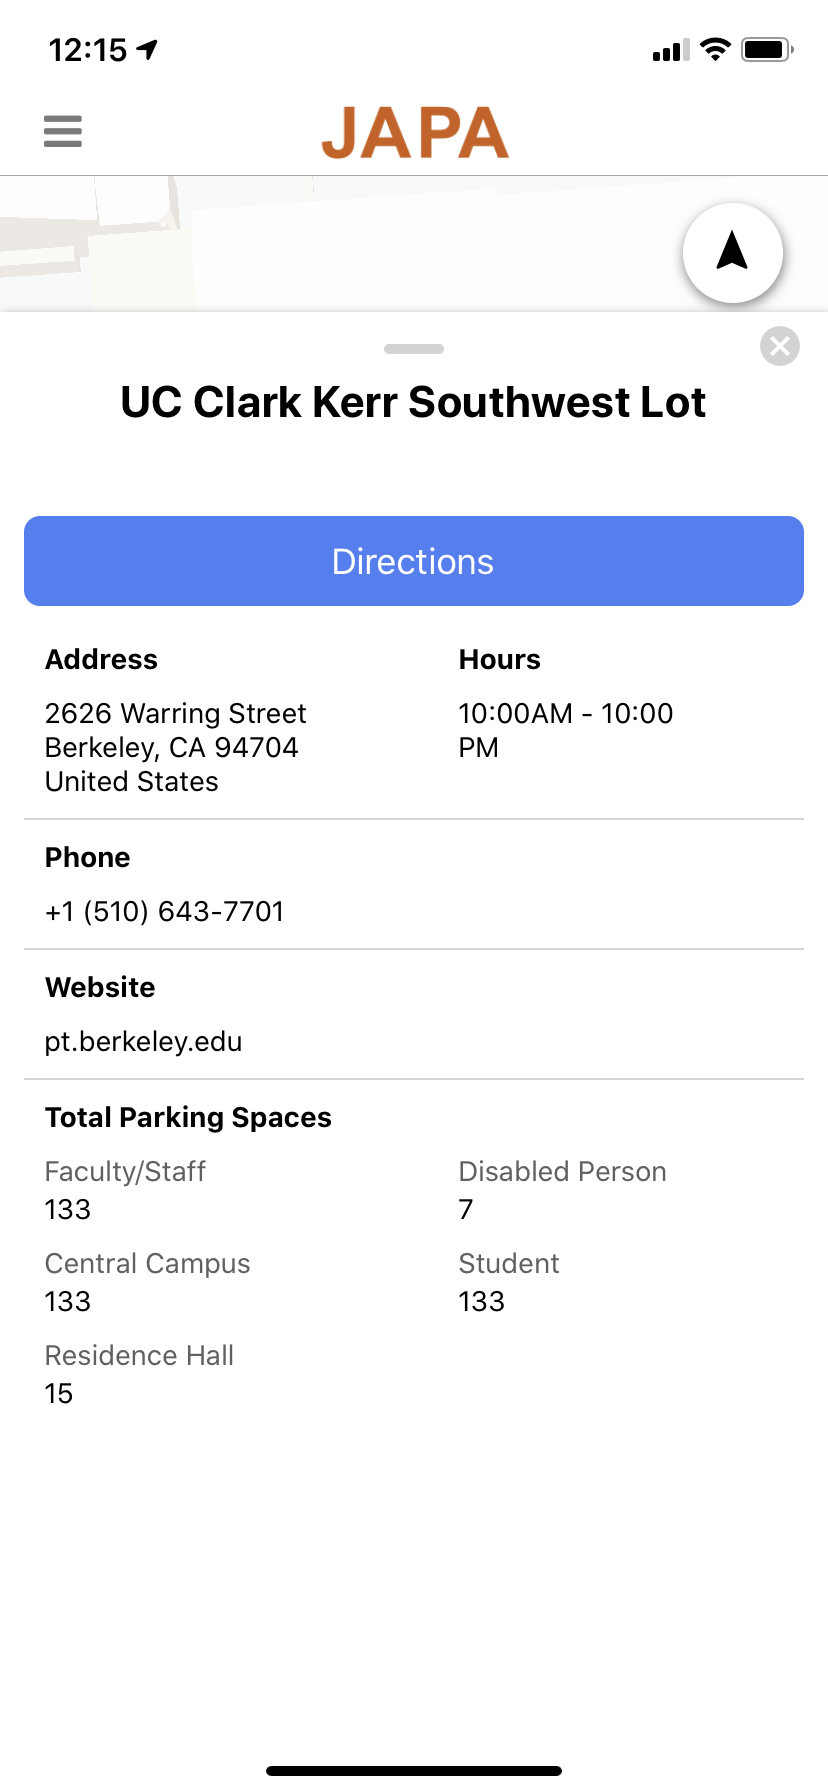 12:15
JAPA
UC Clark Kerr Southwest Lot
Directions
Address
2626 Warring Street
Berkeley, CA 94704
United States
Hours
10:00AM - 10:00
PM
Phone
+1 (510) 643-7701
Website
pt.berkeley.edu
Total Parking Spaces
Faculty/Staff
133
Disabled Person
7
Central Campus
133
Student
133
Residence Hall
15